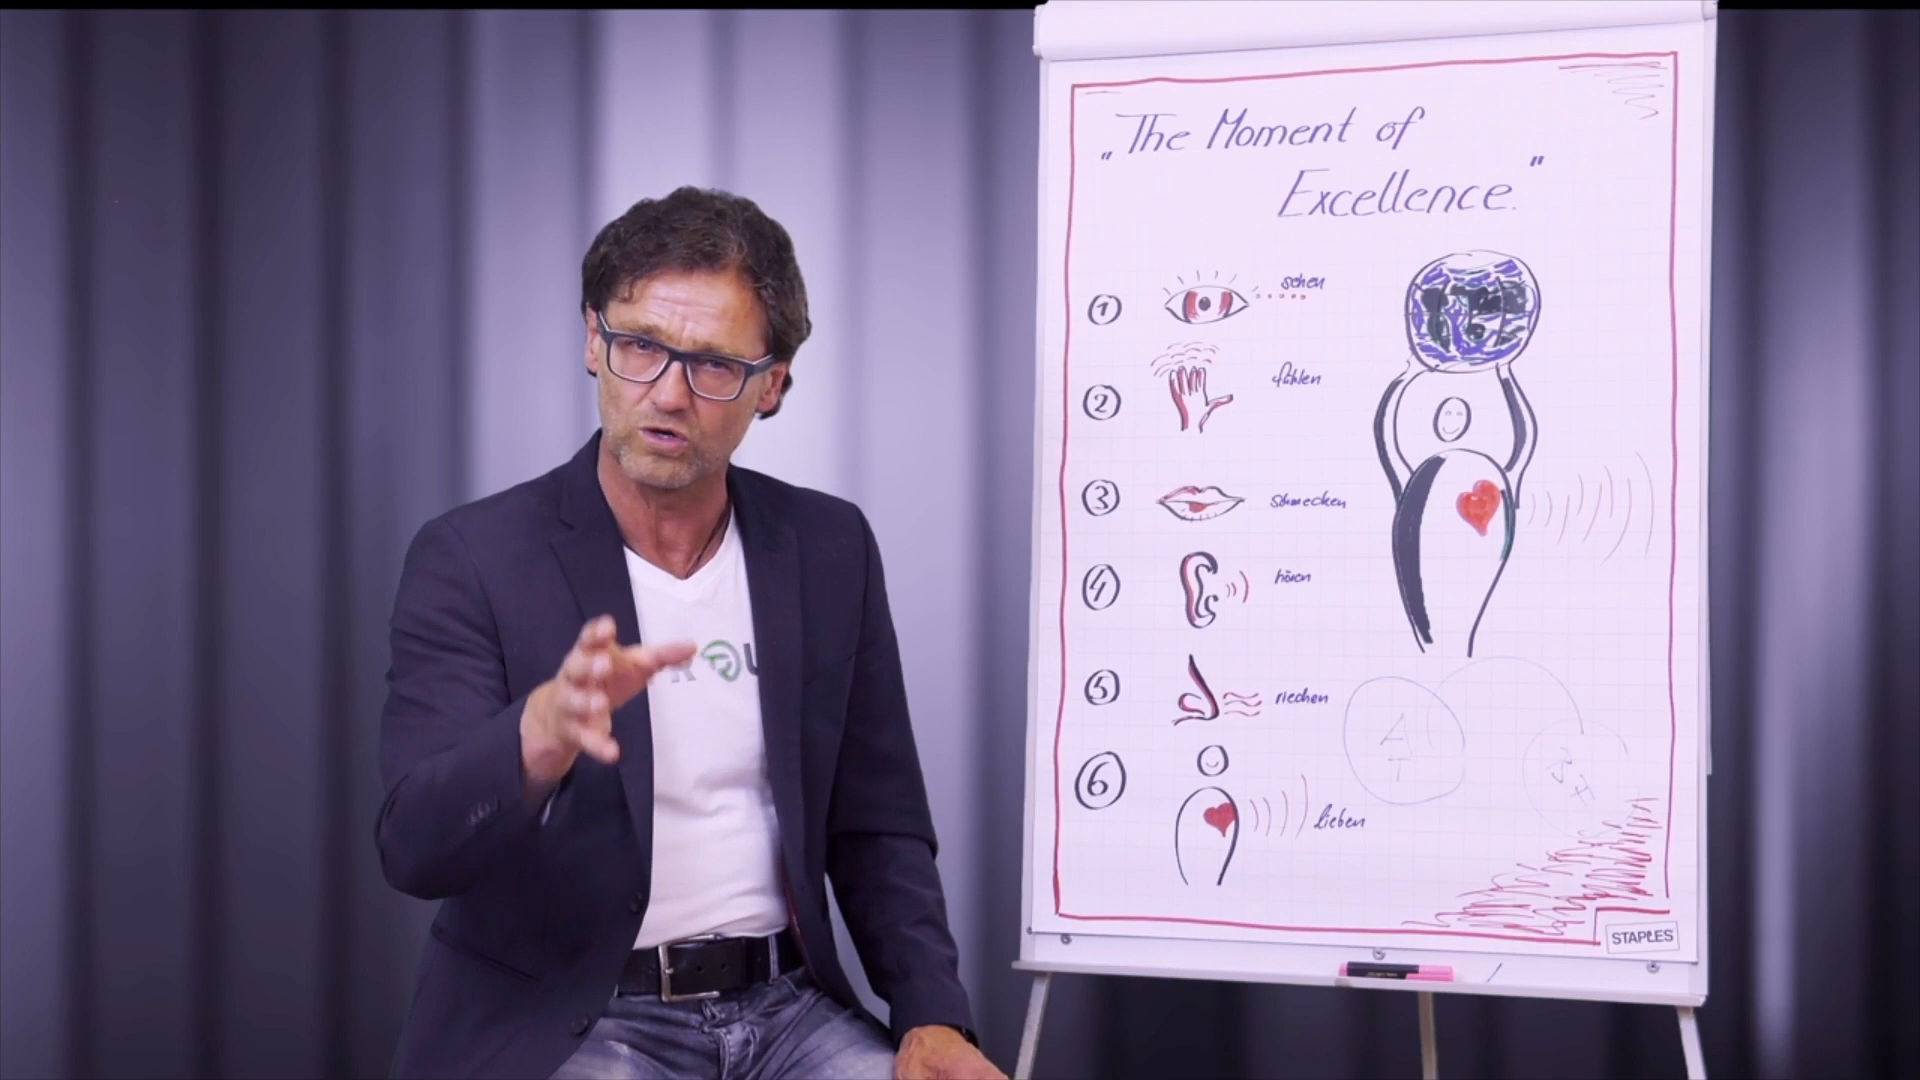 „The Moment of
Excellence."
1 sehen
2 fühlen
3 schmecken
4 hören
5 riechen
6 lieben
A
T
STAPLES